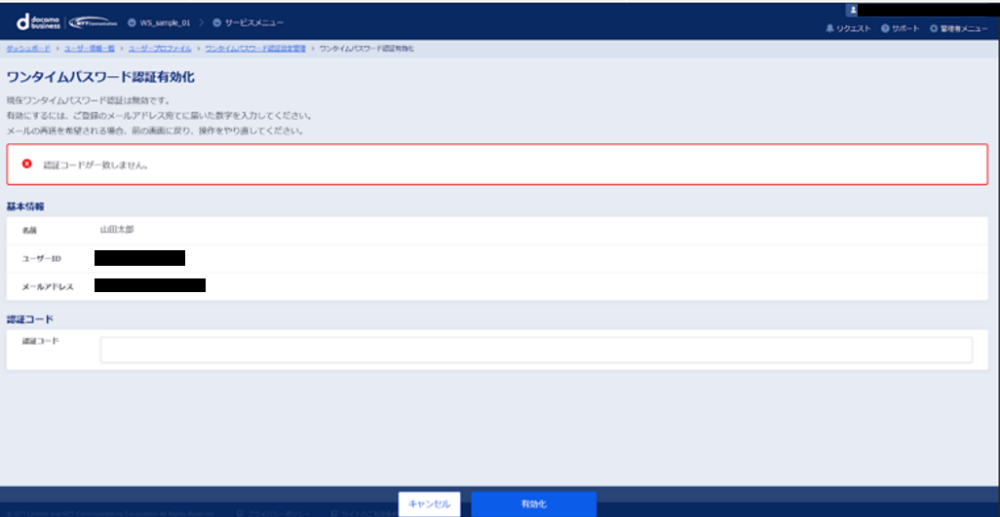 docomo business NTT Communications WS_sample_01 サービスメニュー
リクエスト サポート 管理者メニュー
ダッシュボード > ユーザー情報一覧 > ユーザープロファイル > ワンタイムパスワード認証設定管理 > ワンタイムパスワード認証有効化
ワンタイムパスワード認証有効化
現在ワンタイムパスワード認証は無効です。
有効にするには、ご登録のメールアドレス宛てに届いた数字を入力してください。
メールの再送を希望される場合、前の画面に戻り、操作をやり直してください。
認証コードが一致しません。
基本情報
名前 山田太郎
ユーザーID
メールアドレス
認証コード
認証コード
キャンセル 有効化
© NTT Limited and NTT Communications Corporation All Rights Reserved. プライバシーポリシー